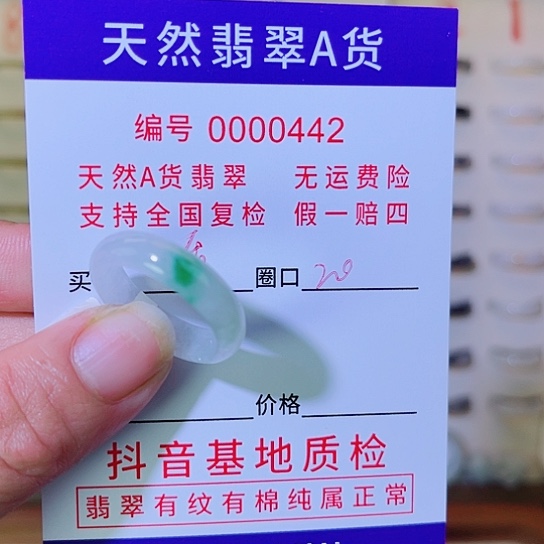 天然翡翠A货
编号 0000442
天然A货翡翠 无运费险
支持全国复检 假一赔四
买 圈口 20
价格
抖音基地质检
翡翠有纹有棉纯属正常